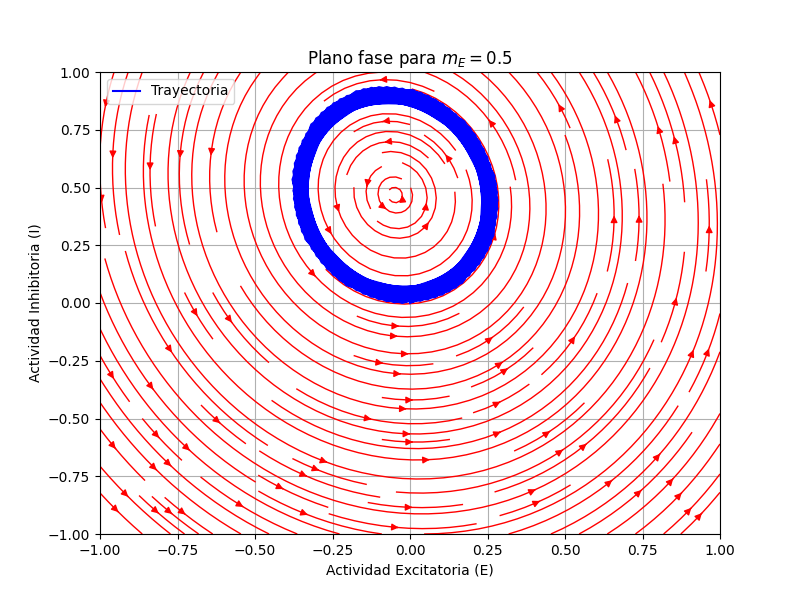 Plano fase para $m_E = 0.5$
Trayectoria
1.00
0.75
0.50
0.25
0.00
−0.25
−0.50
−0.75
−1.00
Actividad Inhibitoria (I)
−1.00 −0.75 −0.50 −0.25 0.00 0.25 0.50 0.75 1.00
Actividad Excitatoria (E)